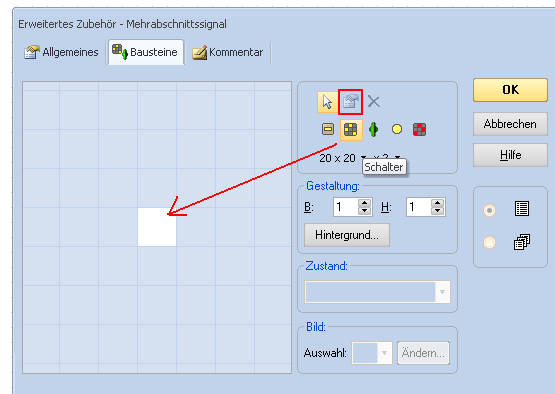 Erweitertes Zubehör - Mehrabschnittssignal
Allgemeines Bausteine Kommentar
OK
Abbrechen
Hilfe
20 x 20 x 2
Schalter
Gestaltung:
B: 1 H: 1
Hintergrund...
Zustand:
Bild:
Auswahl: Ändern...